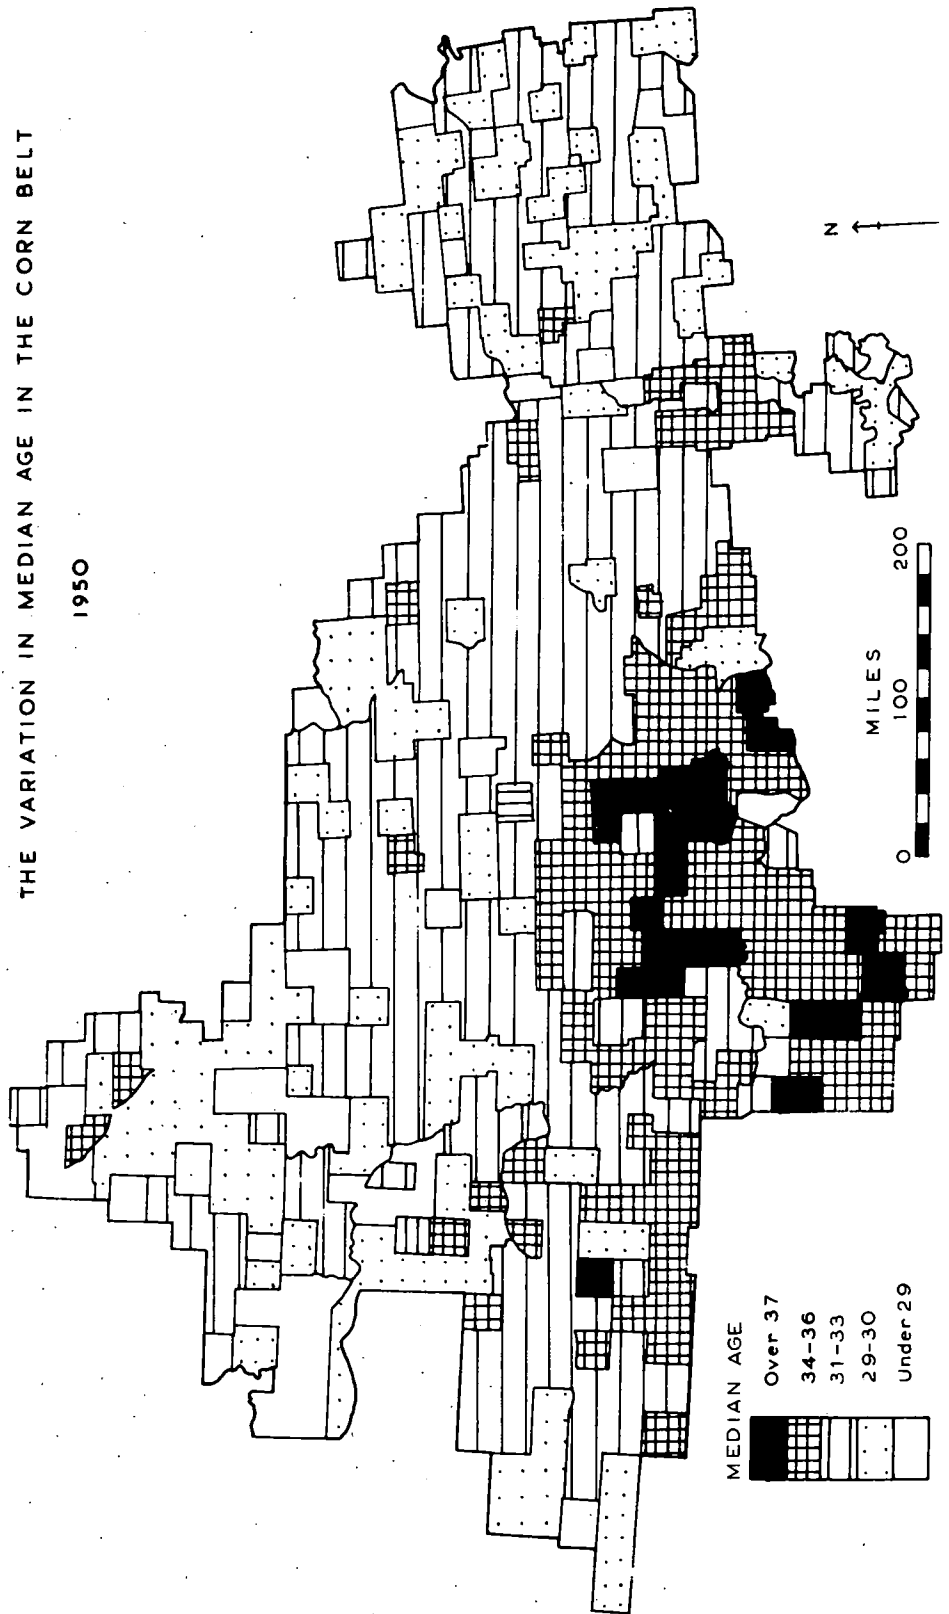 THE VARIATION IN MEDIAN AGE IN THE CORN BELT
1950
N
MILES
0 100 200
MEDIAN AGE
Over 37
34-36
31-33
29-30
Under 29